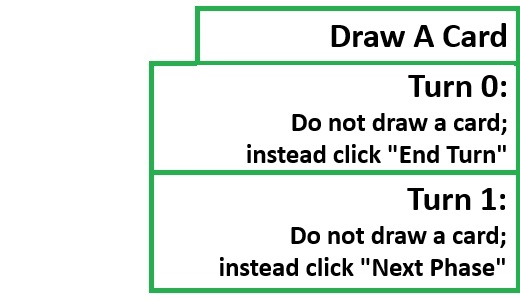 Draw A Card
Turn 0:
Do not draw a card;
instead click "End Turn"
Turn 1:
Do not draw a card;
instead click "Next Phase"